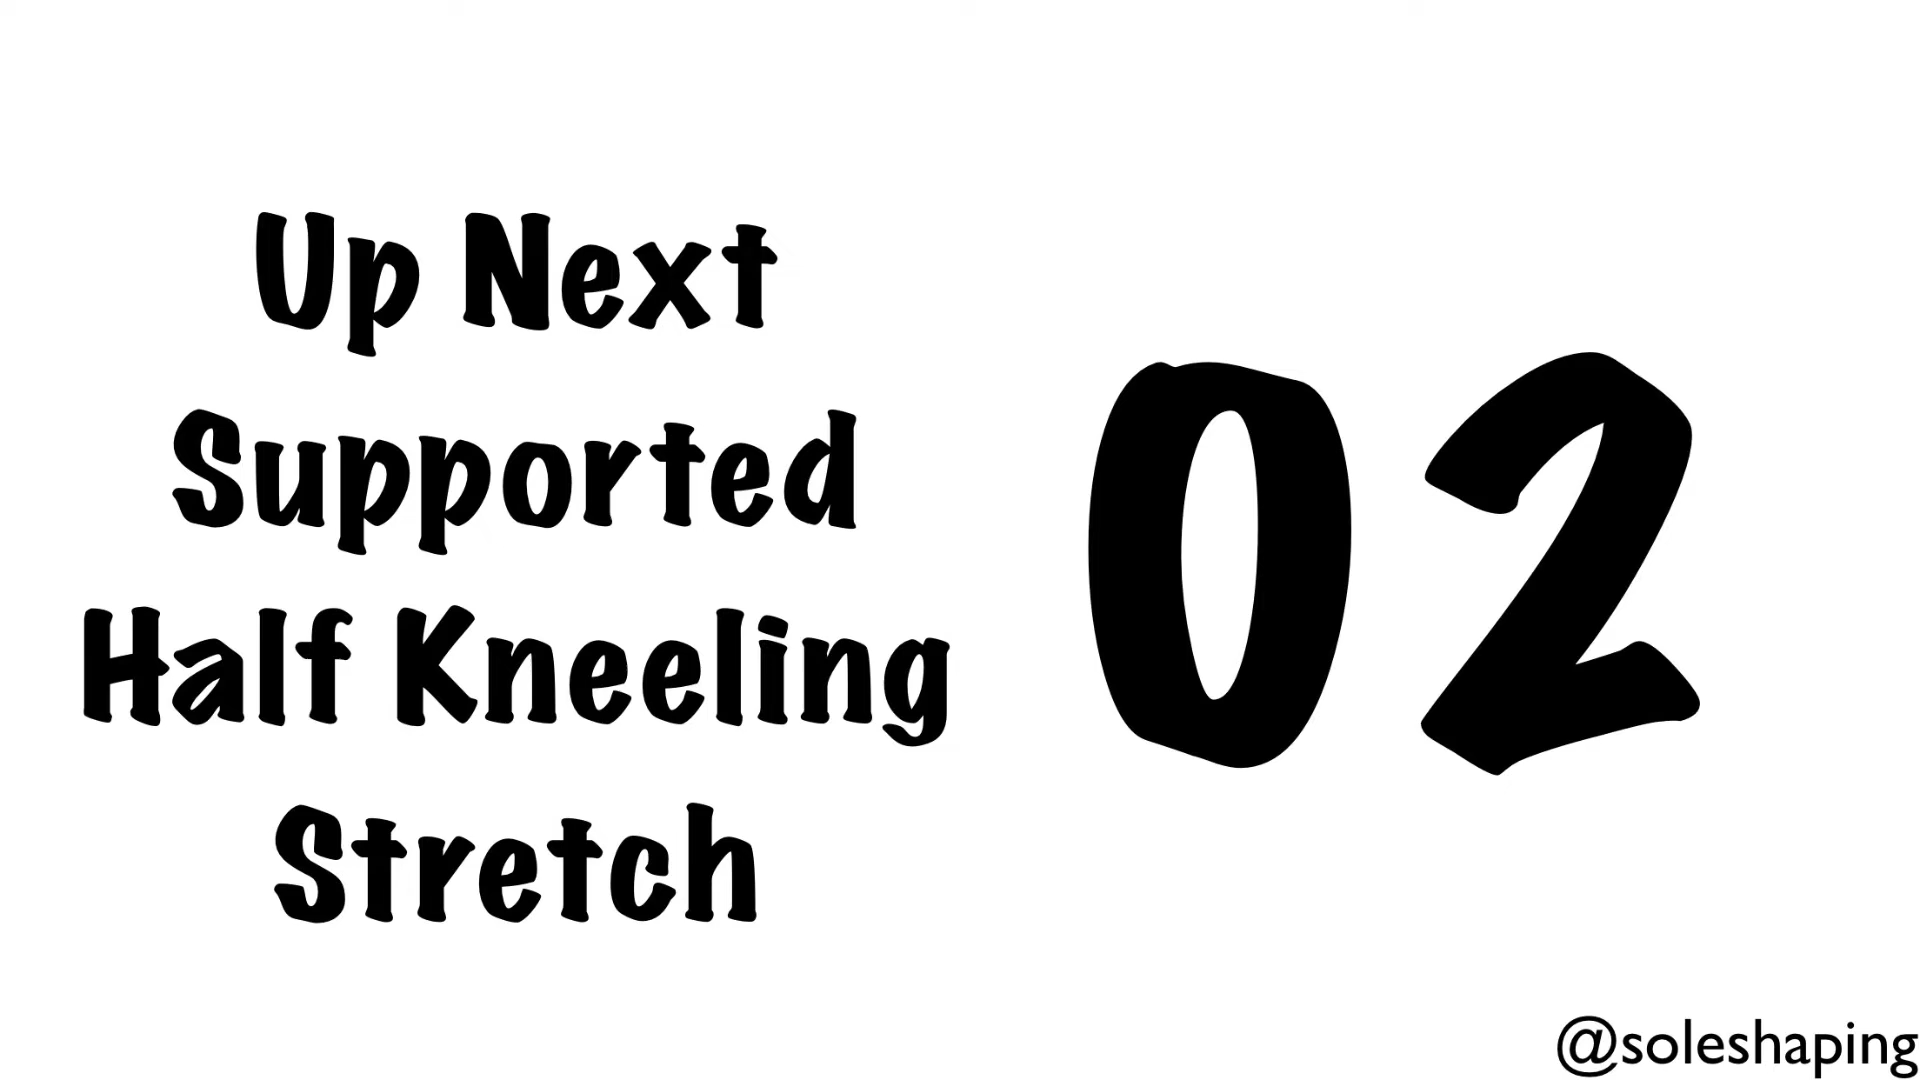 Up Next
Supported
Half Kneeling
Stretch
02
@soleshaping